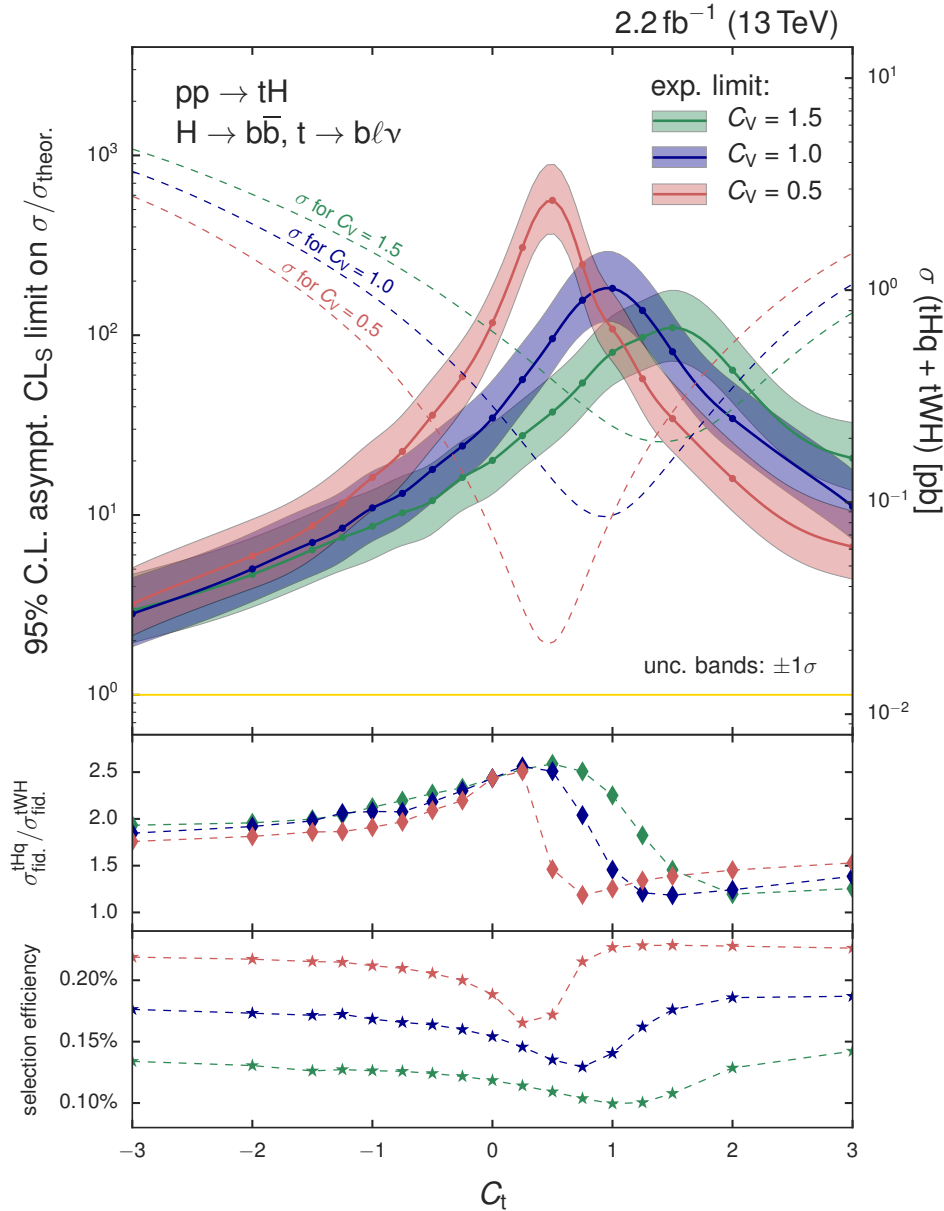 2.2 fb⁻¹ (13 TeV)
pp → tH
H → bb̅, t → bℓν
exp. limit:
C_V = 1.5
C_V = 1.0
C_V = 0.5
σ for C_V = 1.5
σ for C_V = 1.0
σ for C_V = 0.5
unc. bands: ±1σ
95% C.L. asympt. CLs limit on σ/σ_theor.
10³
10²
10¹
10⁰
σ (tHq + tWH) [pb]
10¹
10⁰
10⁻¹
10⁻²
σ_fid.^tHq / σ_fid.^tWH
2.5
2.0
1.5
1.0
selection efficiency
0.20%
0.15%
0.10%
−3 −2 −1 0 1 2 3
C_t